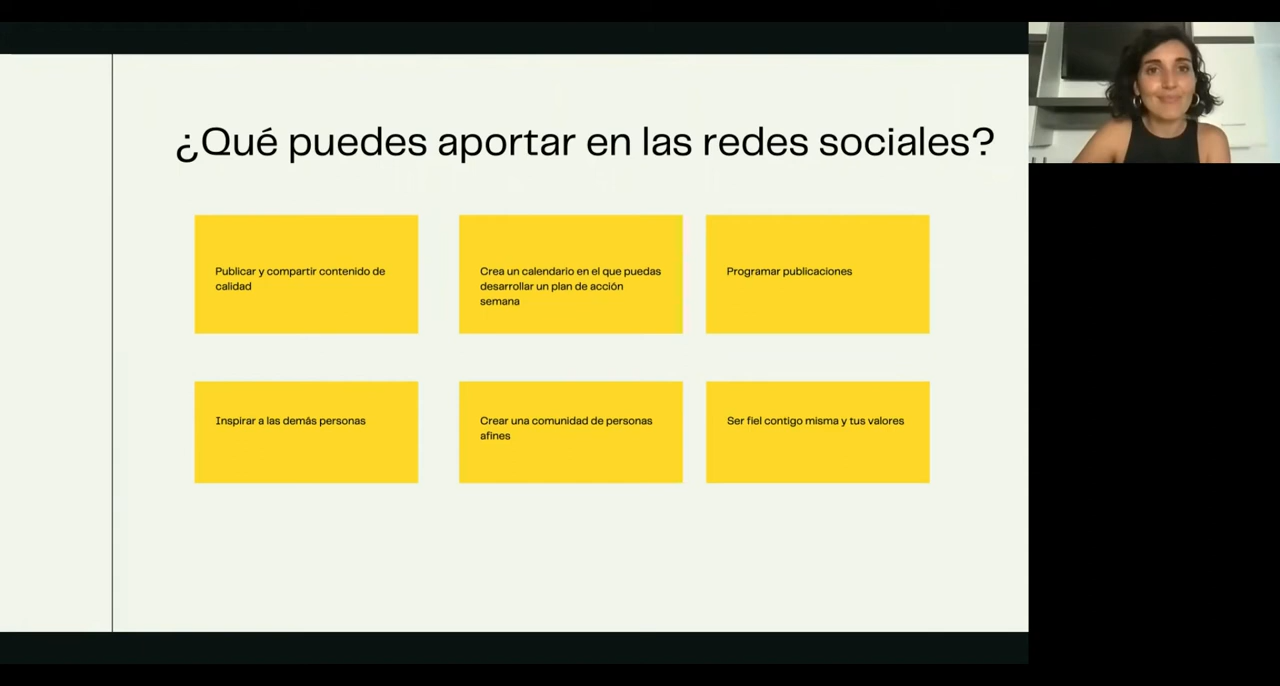 ¿Qué puedes aportar en las redes sociales?
Publicar y compartir contenido de
calidad
Crea un calendario en el que puedas
desarrollar un plan de acción
semana
Programar publicaciones
Inspirar a las demás personas
Crear una comunidad de personas
afines
Ser fiel contigo misma y tus valores